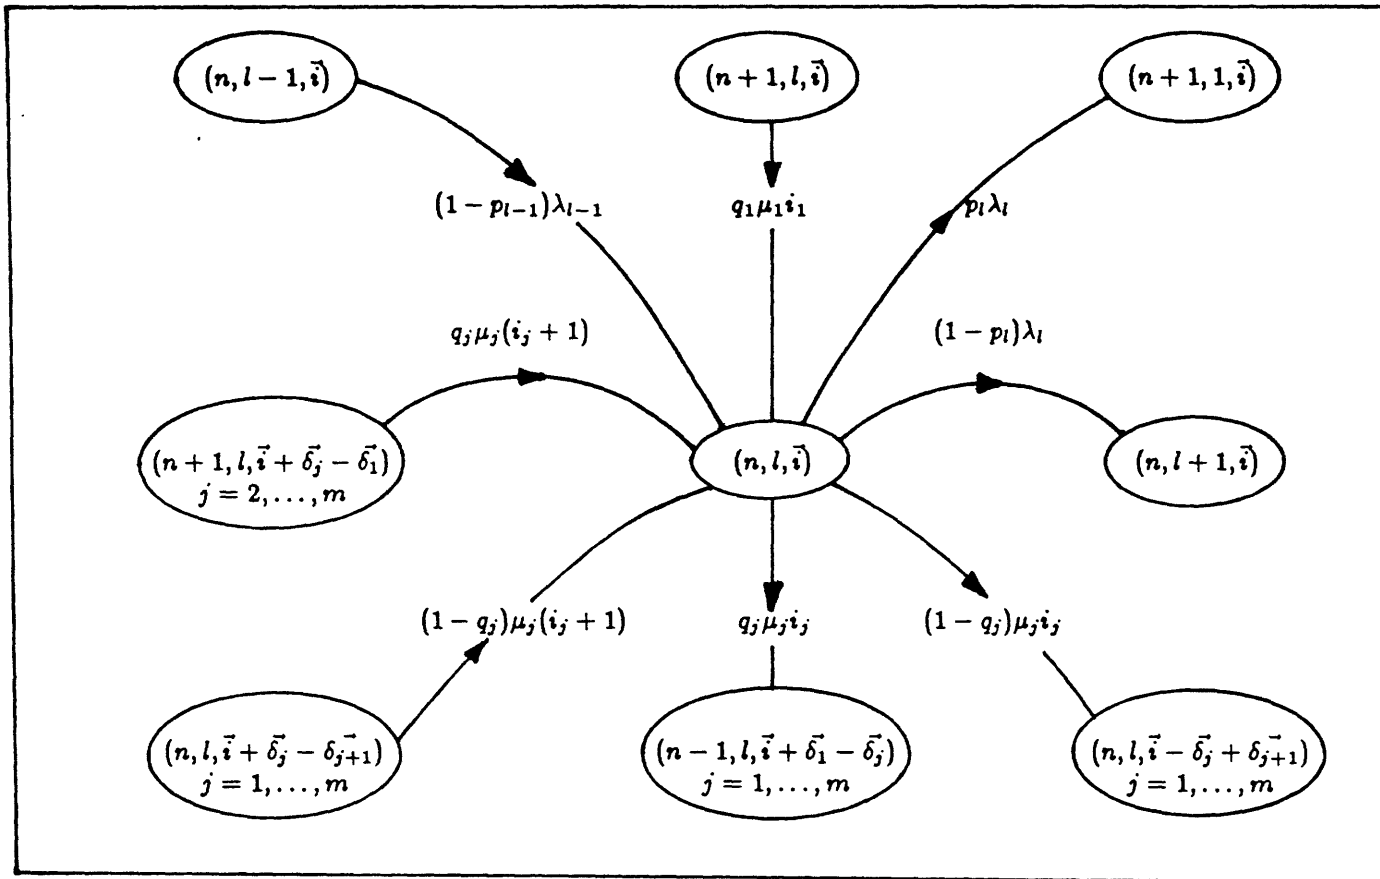 (n, l − 1, i⃗)
(n + 1, l, i⃗)
(n + 1, 1, i⃗)
(1 − p_{l−1})λ_{l−1}
q₁μ₁i₁
p_lλ_l
q_jμ_j(i_j + 1)
(1 − p_l)λ_l
(n + 1, l, i⃗ + δ⃗_j − δ⃗_1)
j = 2, . . . , m
(n, l, i⃗)
(n, l + 1, i⃗)
(1 − q_j)μ_j(i_j + 1)
q_jμ_ji_j
(1 − q_j)μ_ji_j
(n, l, i⃗ + δ⃗_j − δ⃗_{j+1})
j = 1, . . . , m
(n − 1, l, i⃗ + δ⃗_1 − δ⃗_j)
j = 1, . . . , m
(n, l, i⃗ − δ⃗_j + δ⃗_{j+1})
j = 1, . . . , m